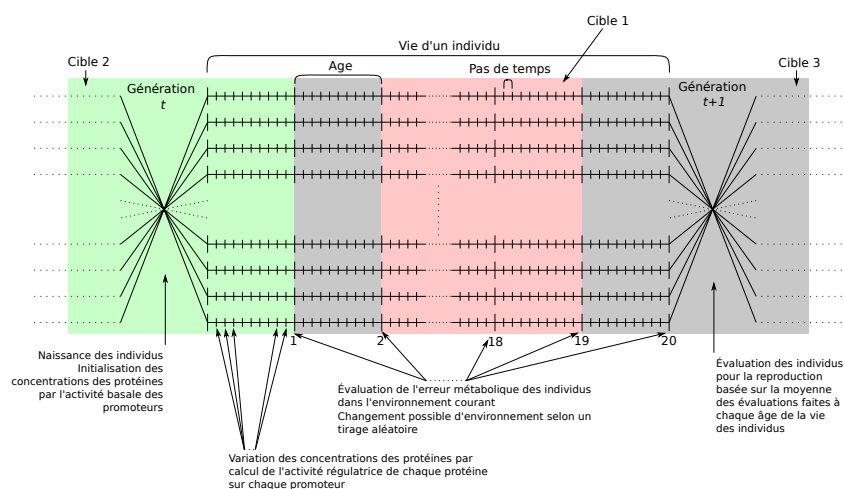 Cible 1
Vie d'un individu
Cible 2
Age
Pas de temps
Cible 3
Génération
t
Génération
t+1
1
2
18
19
20
Naissance des individus
Initialisation des
concentrations des protéines
par l'activité basale des
promoteurs
Évaluation de l'erreur métabolique des individus
dans l'environnement courant
Changement possible d'environnement selon un
tirage aléatoire
Évaluation des individus
pour la reproduction
basée sur la moyenne
des évaluations faites à
chaque âge de la vie
des individus
Variation des concentrations des protéines par
calcul de l'activité régulatrice de chaque protéine
sur chaque promoteur